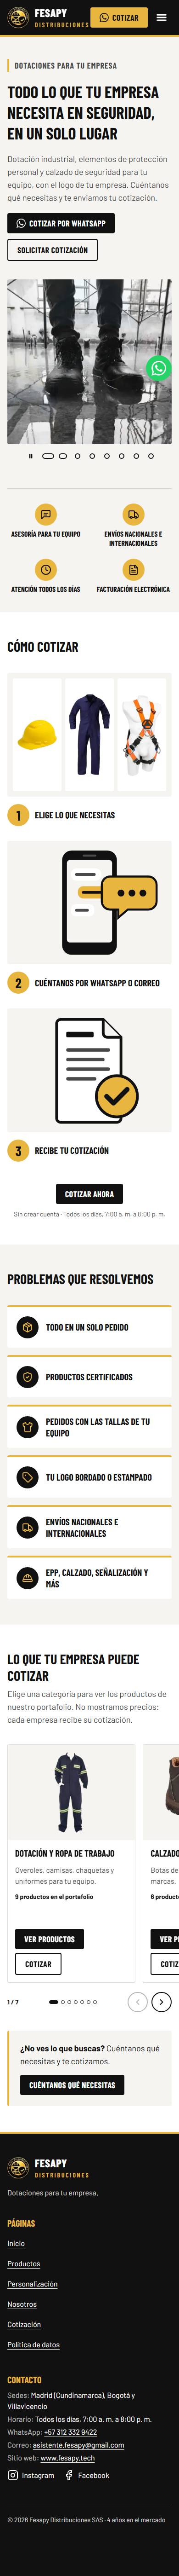 FESAPY
DISTRIBUCIONES
COTIZAR
DOTACIONES PARA TU EMPRESA
TODO LO QUE TU EMPRESA
NECESITA EN SEGURIDAD,
EN UN SOLO LUGAR
Dotación industrial, elementos de protección
personal y calzado de seguridad para tu
equipo, con el logo de tu empresa. Cuéntanos
qué necesitas y te enviamos tu cotización.
COTIZAR POR WHATSAPP
SOLICITAR COTIZACIÓN
ASESORÍA PARA TU EQUIPO
ENVÍOS NACIONALES E
INTERNACIONALES
ATENCIÓN TODOS LOS DÍAS
FACTURACIÓN ELECTRÓNICA
CÓMO COTIZAR
1 ELIGE LO QUE NECESITAS
2 CUÉNTANOS POR WHATSAPP O CORREO
3 RECIBE TU COTIZACIÓN
COTIZAR AHORA
Sin crear cuenta · Todos los días, 7:00 a. m. a 8:00 p. m.
PROBLEMAS QUE RESOLVEMOS
TODO EN UN SOLO PEDIDO
PRODUCTOS CERTIFICADOS
PEDIDOS CON LAS TALLAS DE TU
EQUIPO
TU LOGO BORDADO O ESTAMPADO
ENVÍOS NACIONALES E
INTERNACIONALES
EPP, CALZADO, SEÑALIZACIÓN Y
MÁS
LO QUE TU EMPRESA PUEDE
COTIZAR
Elige una categoría para ver los productos de
nuestro portafolio. No mostramos precios:
cada empresa recibe su cotización.
DOTACIÓN Y ROPA DE TRABAJO
Overoles, camisas, chaquetas y
uniformes para tu equipo.
9 productos en el portafolio
VER PRODUCTOS
COTIZAR
CALZADO
Botas de
marcas.
6 product
VER P
COTIZ
1 / 7
¿No ves lo que buscas? Cuéntanos qué
necesitas y te cotizamos.
CUÉNTANOS QUÉ NECESITAS
FESAPY
DISTRIBUCIONES
Dotaciones para tu empresa.
PÁGINAS
Inicio
Productos
Personalización
Nosotros
Cotización
Política de datos
CONTACTO
Sedes: Madrid (Cundinamarca), Bogotá y
Villavicencio
Horario: Todos los días, 7:00 a. m. a 8:00 p. m.
WhatsApp: +57 312 332 9422
Correo: asistente.fesapy@gmail.com
Sitio web: www.fesapy.tech
Instagram
Facebook
© 2026 Fesapy Distribuciones SAS · 4 años en el mercado